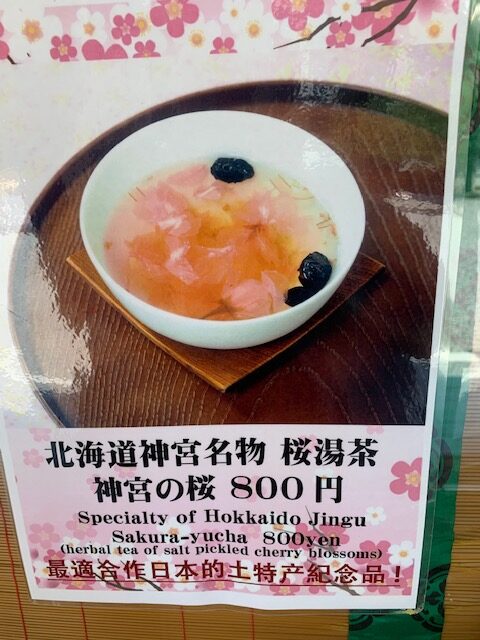 北海道神宮名物 桜湯茶
神宮の桜 800円
Specialty of Hokkaido Jingu
Sakura-yucha 800yen
(herbal tea of salt pickled cherry blossoms)
最適合作日本的土特产紀念品!